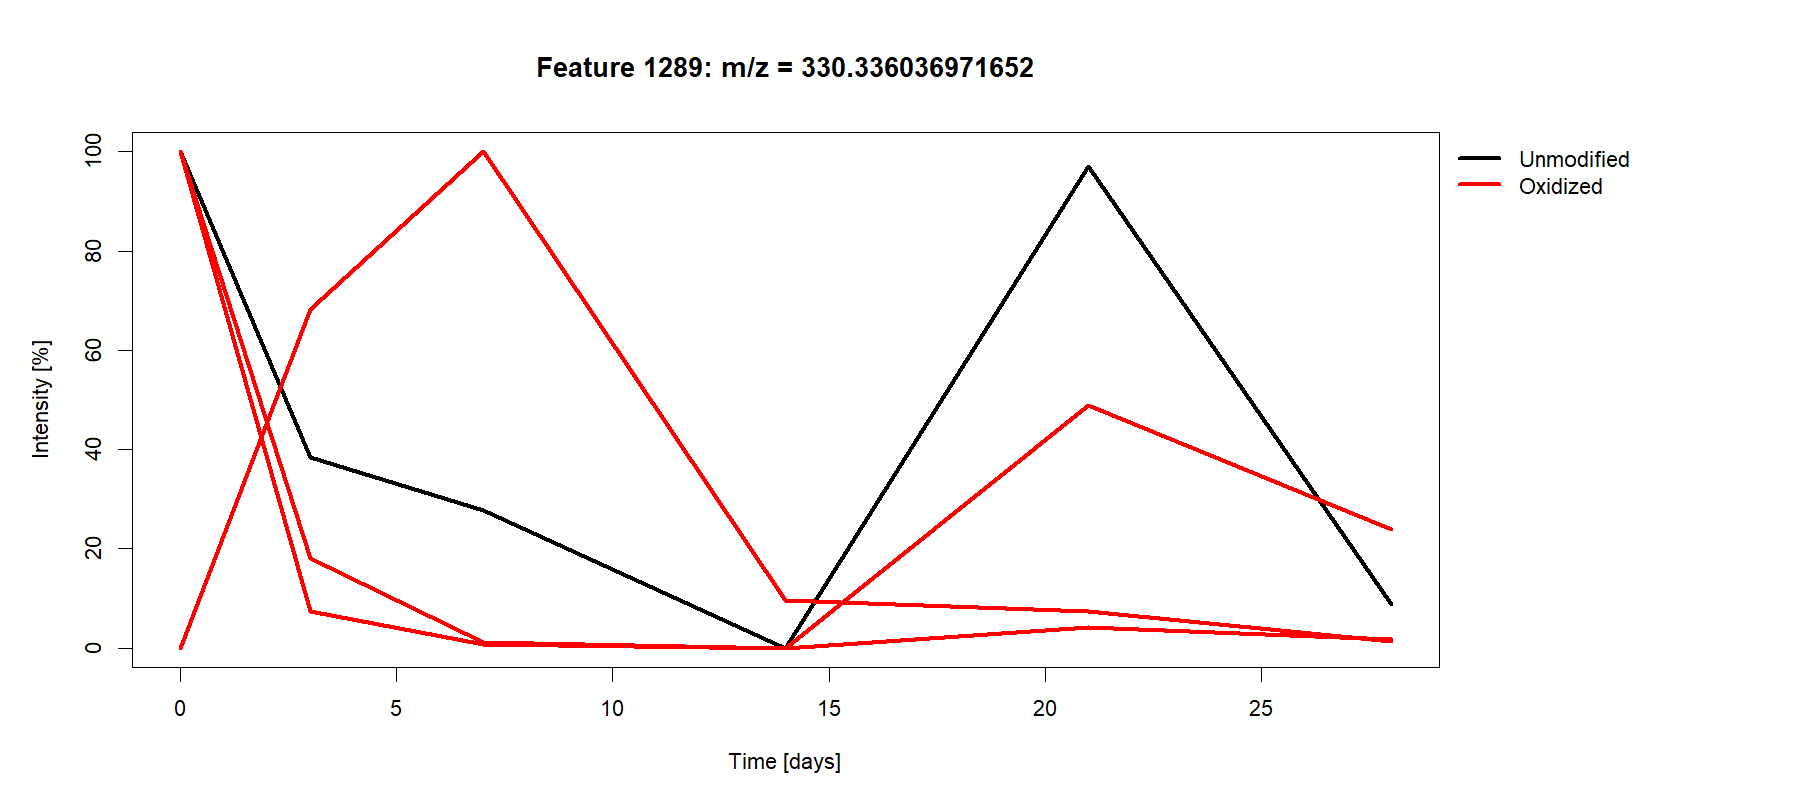 Feature 1289: m/z = 330.336036971652
Unmodified
Oxidized
Intensity [%]
100
80
60
40
20
0
0 5 10 15 20 25
Time [days]